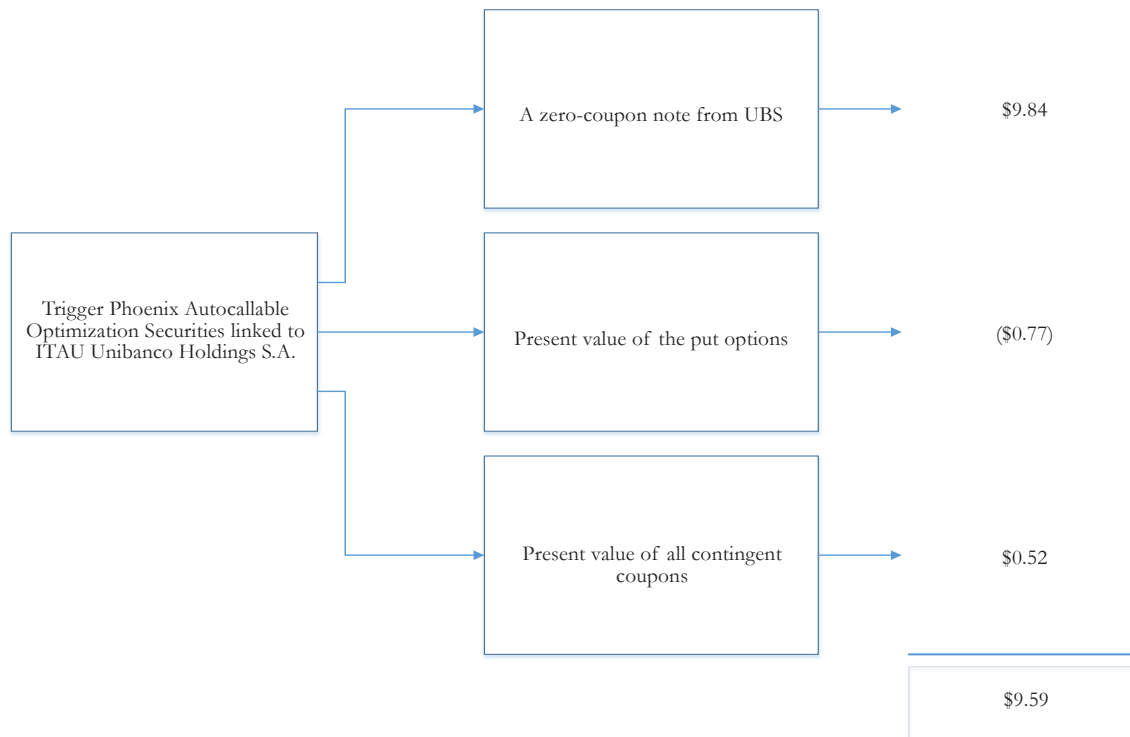 A zero-coupon note from UBS
$9.84
Trigger Phoenix Autocallable
Optimization Securities linked to
ITAU Unibanco Holdings S.A.
Present value of the put options
($0.77)
Present value of all contingent
coupons
$0.52
$9.59